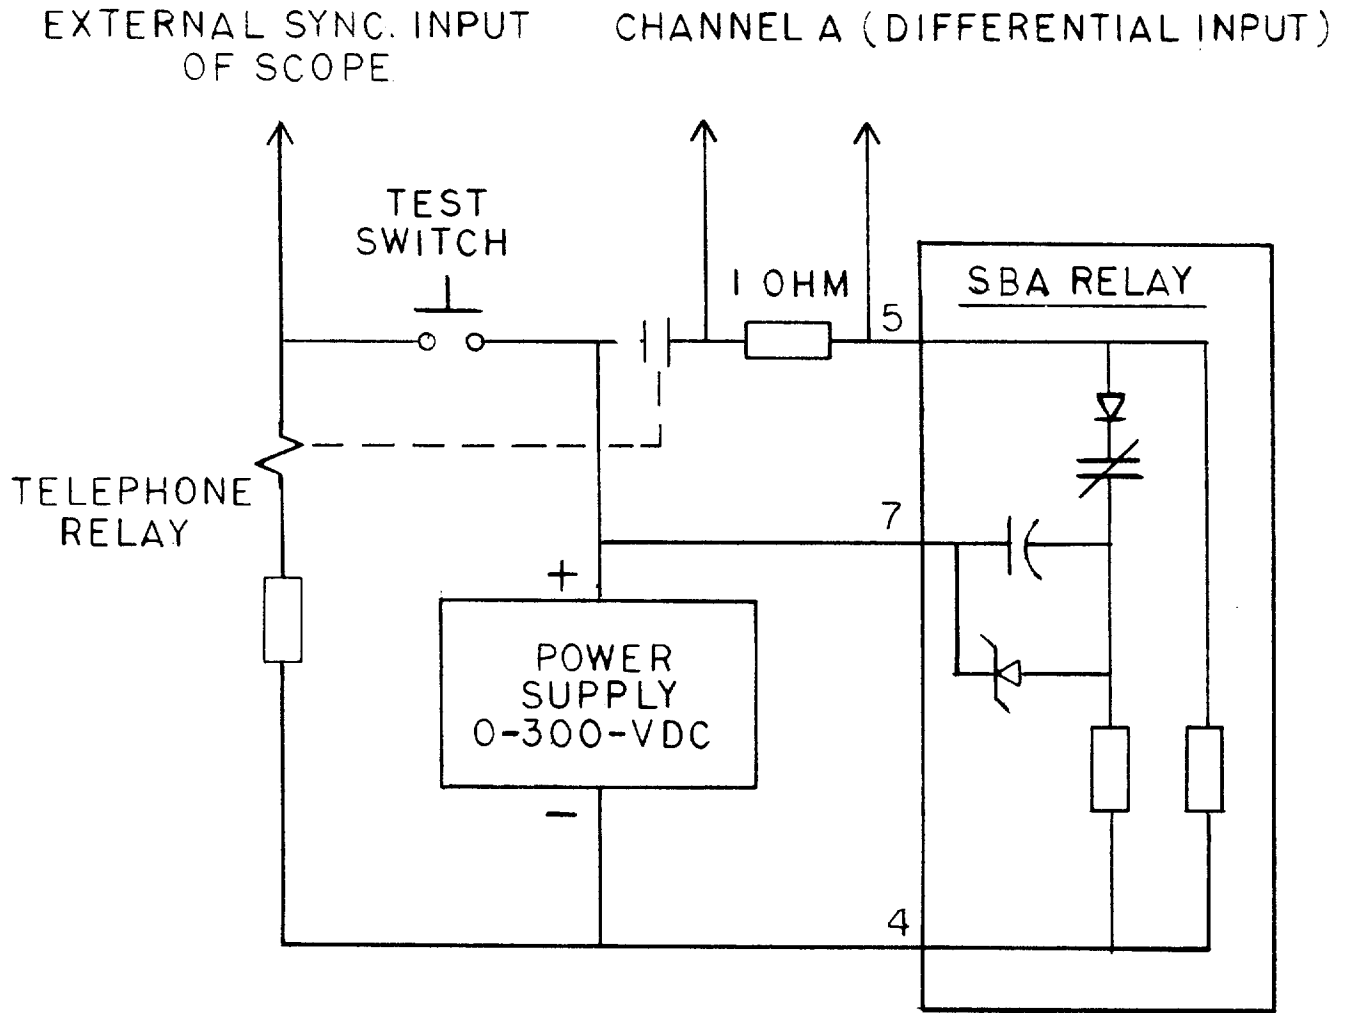 EXTERNAL SYNC. INPUT
OF SCOPE
CHANNEL A (DIFFERENTIAL INPUT)
TEST
SWITCH
1 OHM
5
SBA RELAY
TELEPHONE
RELAY
7
+
POWER
SUPPLY
0-300-VDC
-
4